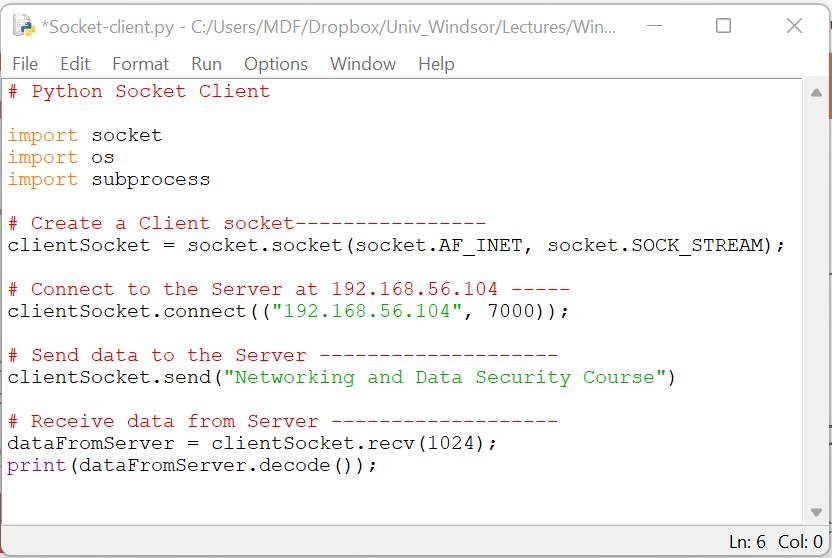 *Socket-client.py - C:/Users/MDF/Dropbox/Univ_Windsor/Lectures/Win...
File Edit Format Run Options Window Help
# Python Socket Client
import socket
import os
import subprocess
# Create a Client socket----------------
clientSocket = socket.socket(socket.AF_INET, socket.SOCK_STREAM);
# Connect to the Server at 192.168.56.104 -----
clientSocket.connect(("192.168.56.104", 7000));
# Send data to the Server --------------------
clientSocket.send("Networking and Data Security Course")
# Receive data from Server -------------------
dataFromServer = clientSocket.recv(1024);
print(dataFromServer.decode());
Ln: 6 Col: 0